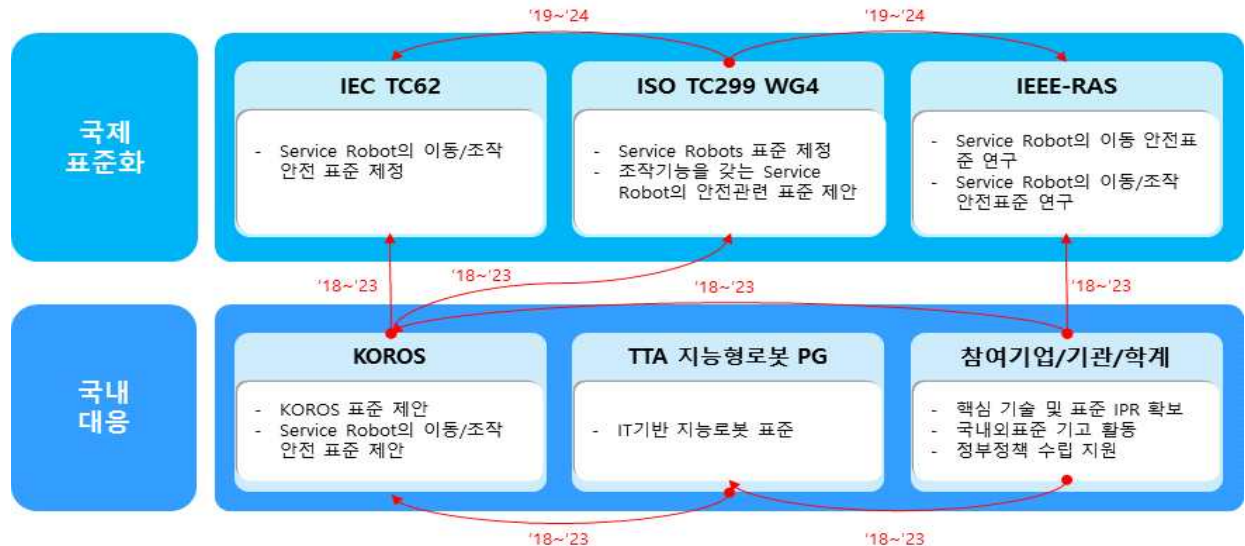 '19~'24
'19~'24
국제
표준화
IEC TC62
- Service Robot의 이동/조작
안전 표준 제정
ISO TC299 WG4
- Service Robots 표준 제정
- 조작기능을 갖는 Service
Robot의 안전관련 표준 제안
IEEE-RAS
- Service Robot의 이동 안전표
준 연구
- Service Robot의 이동/조작
안전표준 연구
'18~'23
'18~'23
'18~'23
'18~'23
국내
대응
KOROS
- KOROS 표준 제안
- Service Robot의 이동/조작
안전 표준 제안
TTA 지능형로봇 PG
- IT기반 지능로봇 표준
참여기업/기관/학계
- 핵심 기술 및 표준 IPR 확보
- 국내외표준 기고 활동
- 정부정책 수립 지원
'18~'23
'18~'23